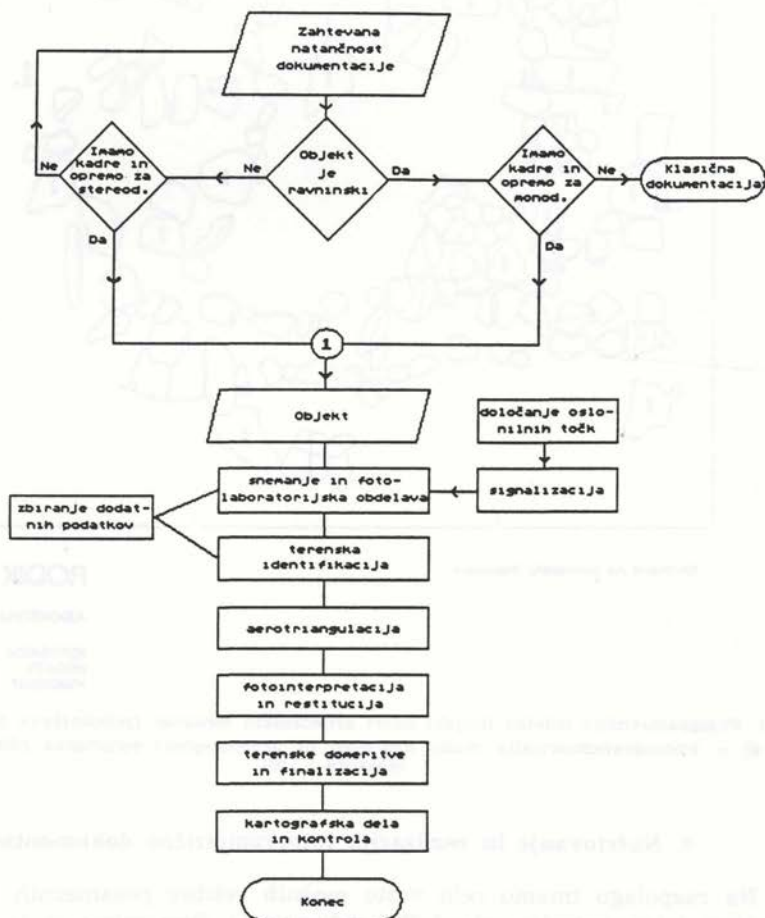 Zahtevana
natančnost
dokumentacije
Imamo
kadre in
opremo za
stereod.
Ne
Da
Ne
Objekt
je
ravninski
Da
Imamo
kadre in
opremo za
monod.
Ne
Da
Klasična
dokumentacija
1
Objekt
določanje oslo-
nilnih točk
snemanje in foto-
laboratorijska obdelava
signalizacija
zbiranje dodat-
nih podatkov
terenska
identifikacija
aerotriangulacija
fotointerpretacija
in restitucija
terenske domeritve
in finalizacija
kartografska dela
in kontrola
Konec